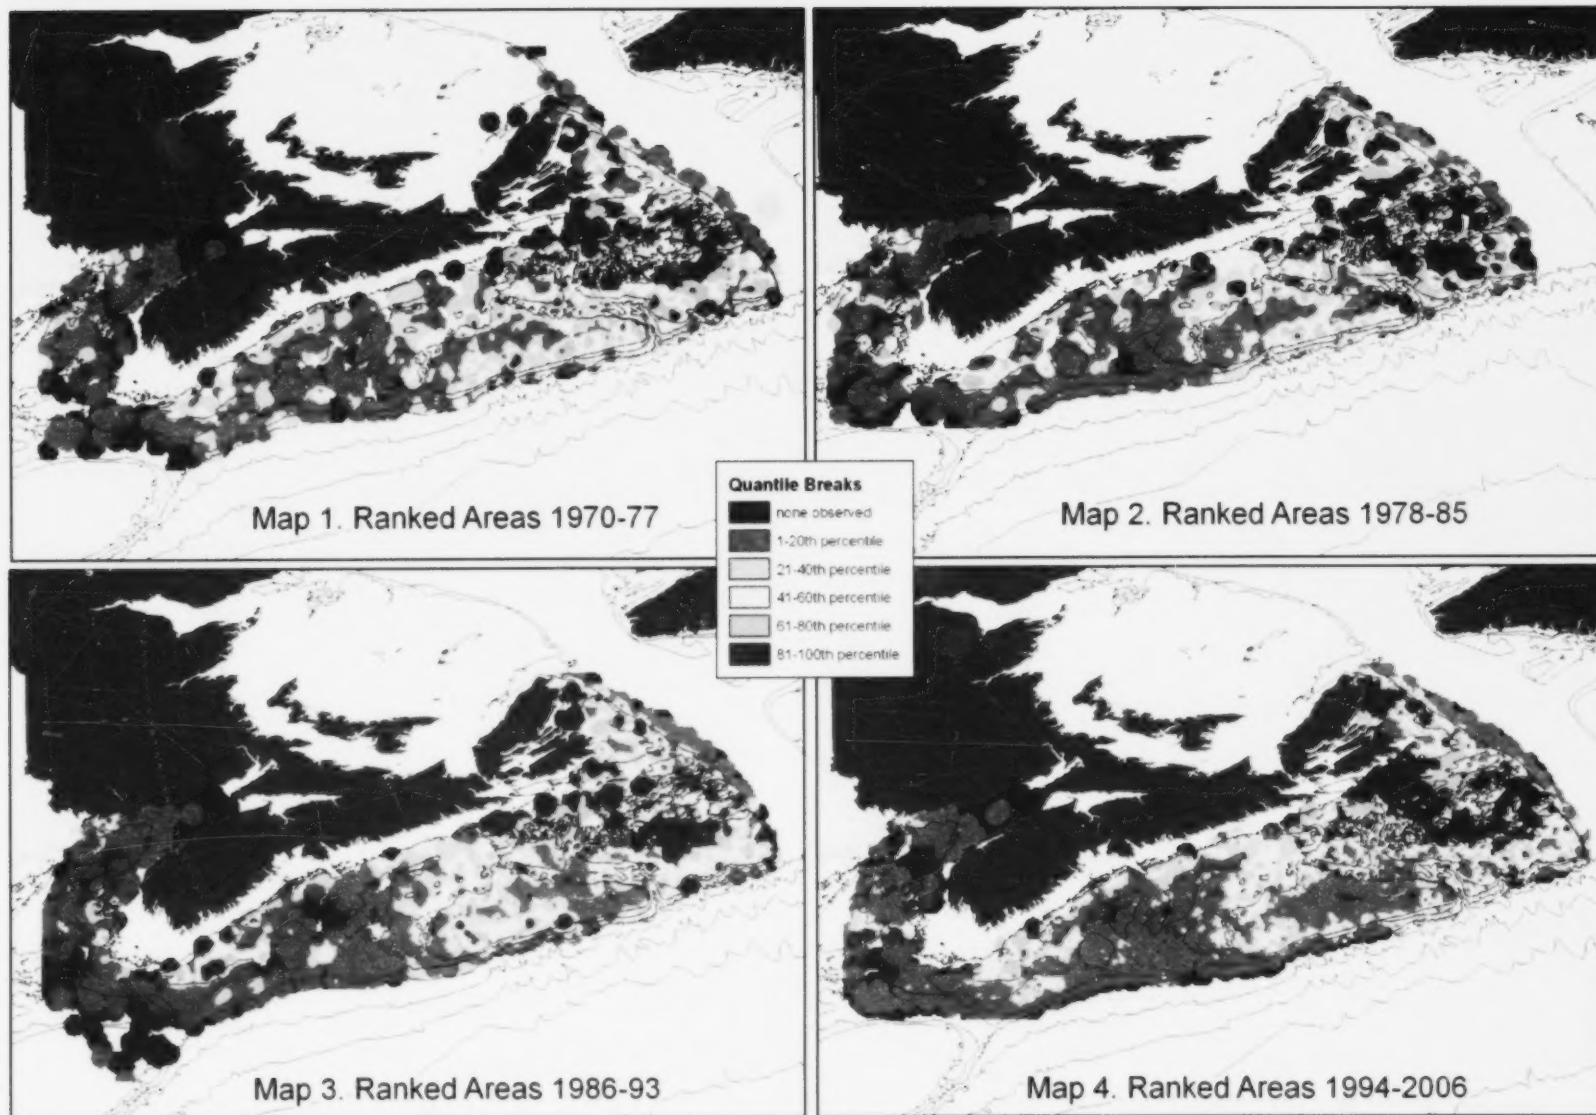 Map 1. Ranked Areas 1970-77
Map 2. Ranked Areas 1978-85
Quantile Breaks
none observed
1-20th percentile
21-40th percentile
41-60th percentile
61-80th percentile
81-100th percentile
Map 3. Ranked Areas 1986-93
Map 4. Ranked Areas 1994-2006